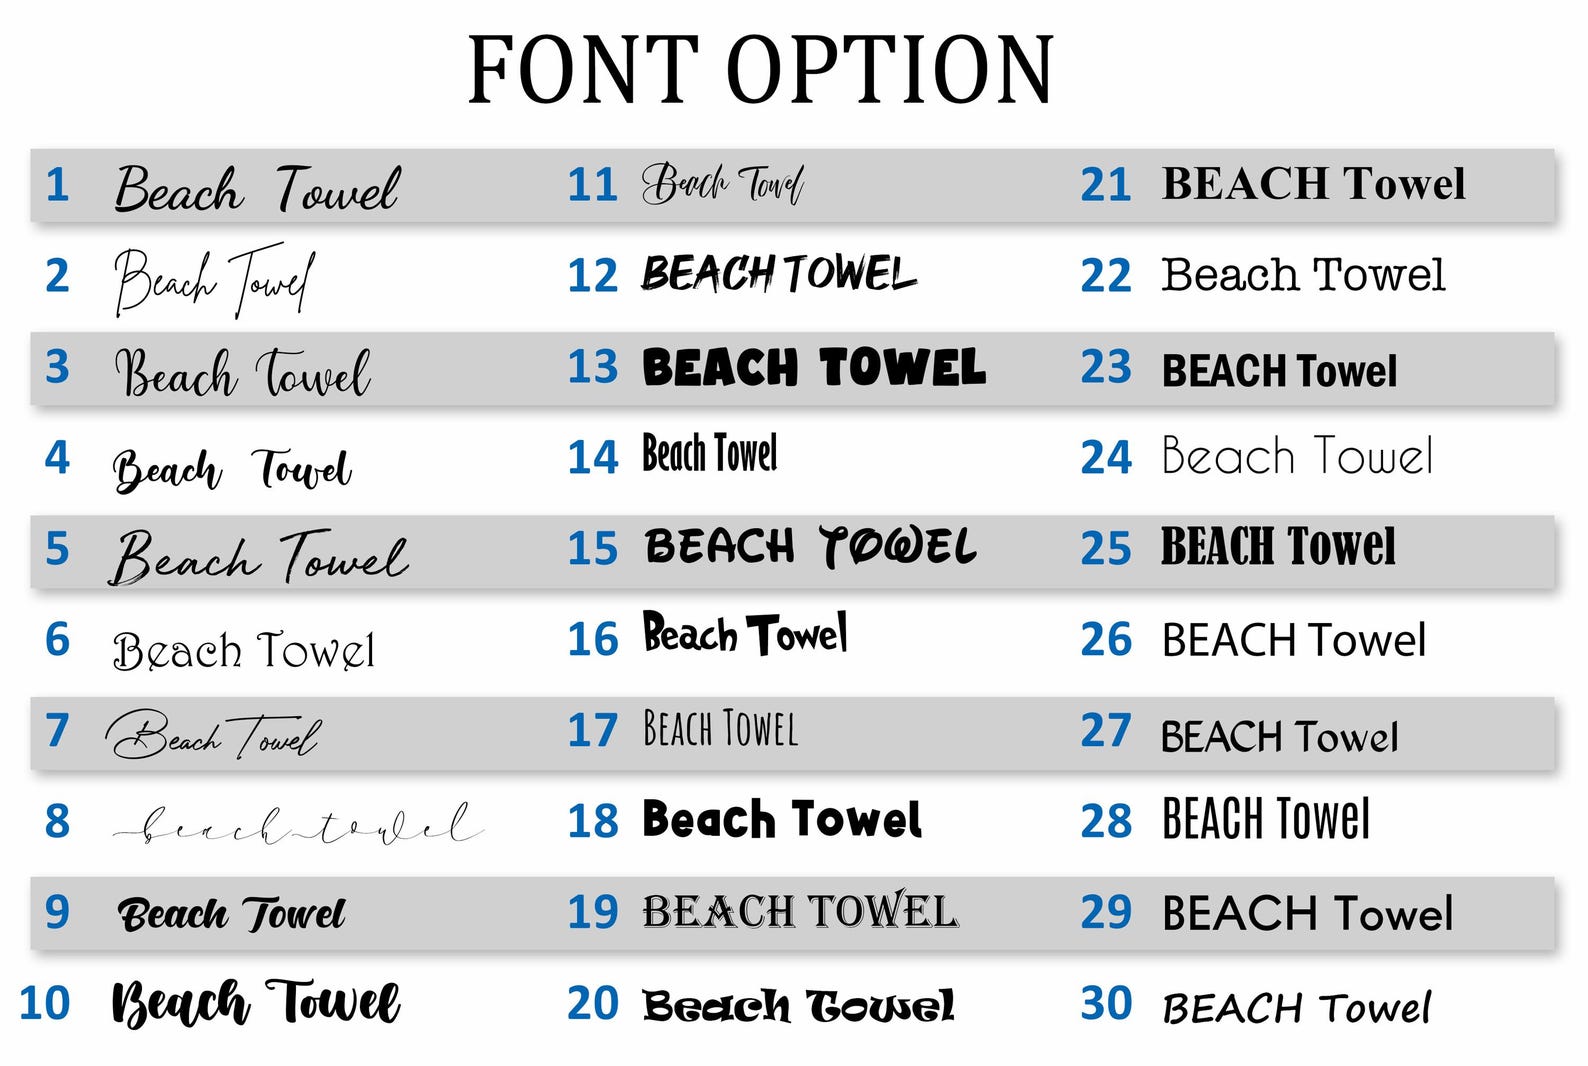 FONT OPTION
1 Beach Towel
2 Beach Towel
3 Beach Towel
4 Beach Towel
5 Beach Towel
6 Beach Towel
7 Beach Towel
8 beach towel
9 Beach Towel
10 Beach Towel
11 Beach Towel
12 BEACH TOWEL
13 BEACH TOWEL
14 Beach Towel
15 BEACH TOWEL
16 Beach Towel
17 BEACH TOWEL
18 Beach Towel
19 BEACH TOWEL
20 Beach Towel
21 BEACH Towel
22 Beach Towel
23 BEACH Towel
24 Beach Towel
25 BEACH Towel
26 BEACH Towel
27 BEACH Towel
28 BEACH Towel
29 BEACH Towel
30 BEACH Towel